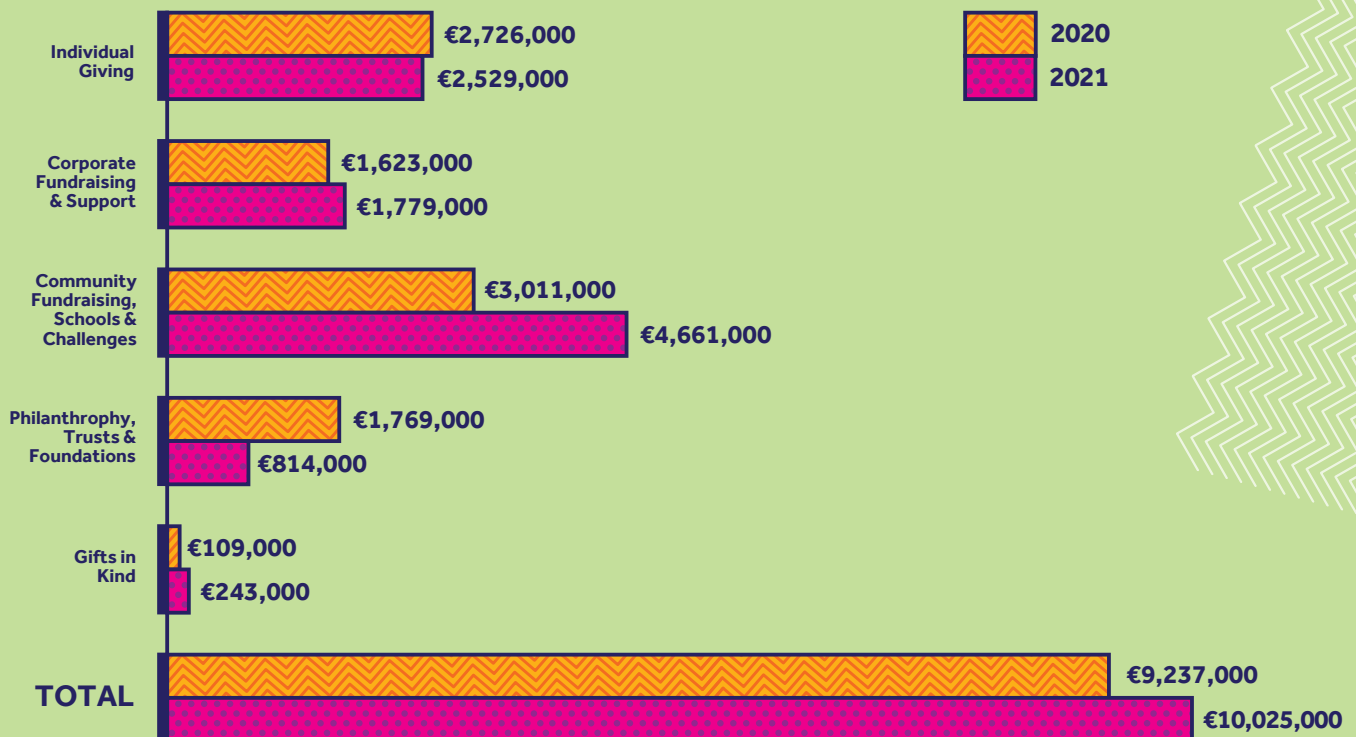 Individual
Giving
€2,726,000
€2,529,000
2020
2021
Corporate
Fundraising
& Support
€1,623,000
€1,779,000
Community
Fundraising,
Schools &
Challenges
€3,011,000
€4,661,000
Philanthrophy,
Trusts &
Foundations
€1,769,000
€814,000
Gifts in
Kind
€109,000
€243,000
TOTAL
€9,237,000
€10,025,000